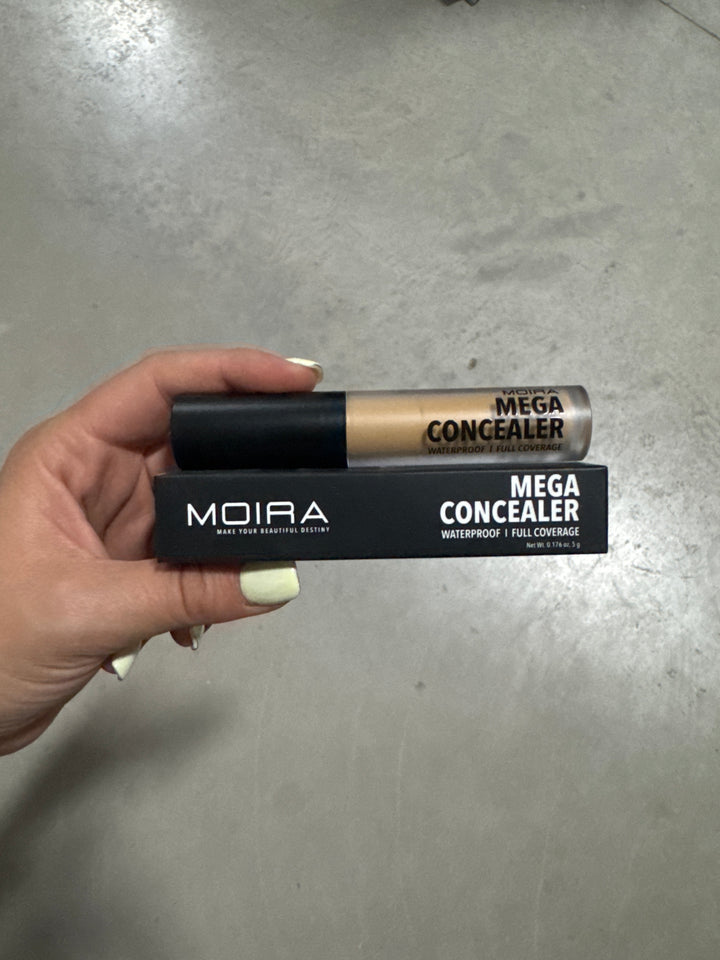 MOIRA
MEGA
CONCEALER
WATERPROOF | FULL COVERAGE
MOIRA
MAKE YOUR BEAUTIFUL DESTINY
MEGA
CONCEALER
WATERPROOF | FULL COVERAGE
Net Wt. 0.176 oz. 5 g